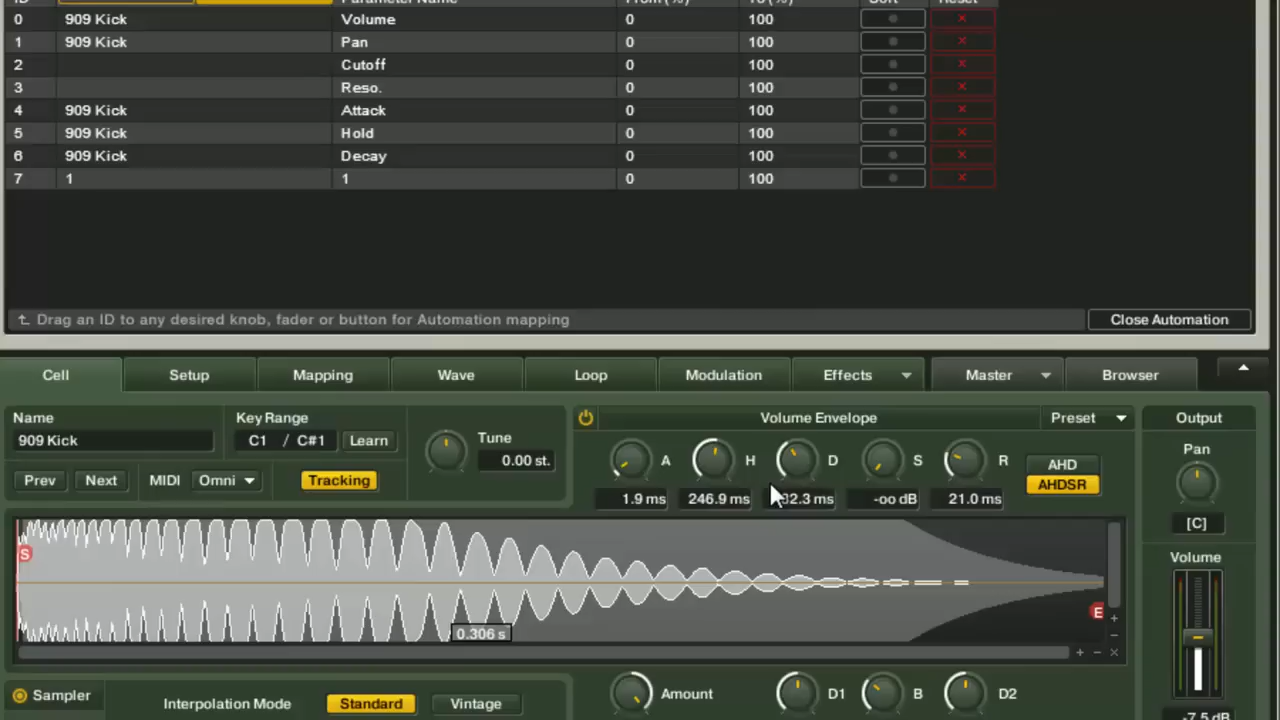 0 909 Kick Volume 0 100
1 909 Kick Pan 0 100
2 Cutoff 0 100
3 Reso. 0 100
4 909 Kick Attack 0 100
5 909 Kick Hold 0 100
6 909 Kick Decay 0 100
7 1 1 0 100
Drag an ID to any desired knob, fader or button for Automation mapping Close Automation
Cell Setup Mapping Wave Loop Modulation Effects Master Browser
Name Key Range Tune Volume Envelope Preset Output
909 Kick C1 / C#1 Learn 0.00 st. A H D S R AHD Pan
Prev Next MIDI Omni Tracking 1.9 ms 246.9 ms -oo dB 21.0 ms AHDSR
[C]
S
Volume
E
0.306 s
Sampler Interpolation Mode Standard Vintage Amount D1 B D2
-7.5 dB